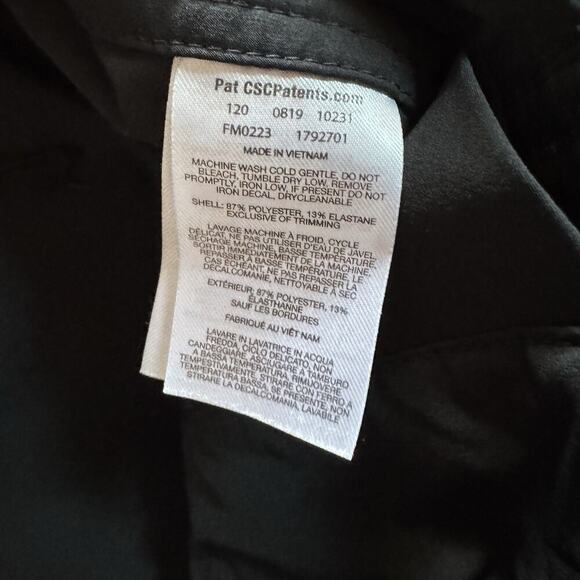 Pat CSCPatents.com
120 0819 10231
FM0223 1792701
MADE IN VIETNAM
MACHINE WASH COLD GENTLE, DO NOT
BLEACH, TUMBLE DRY LOW, REMOVE
PROMPTLY, IRON LOW, IF PRESENT DO NOT
IRON DECAL, DRYCLEANABLE
SHELL: 87% POLYESTER, 13% ELASTANE
EXCLUSIVE OF TRIMMING
LAVAGE MACHINE À FROID, CYCLE
DÉLICAT, NE PAS UTILISER D'EAU DE JAVEL,
SÉCHAGE MACHINE, BASSE TEMPÉRATURE,
SORTIR IMMÉDIATEMENT DE LA MACHINE,
REPASSER À BASSE TEMPÉRATURE, LE
CAS ÉCHÉANT, NE PAS REPASSER LA
DÉCALCOMANIE, NETTOYABLE À SEC
EXTÉRIEUR: 87% POLYESTER, 13%
ÉLASTHANNE
SAUF LES BORDURES
FABRIQUÉ AU VIÊT NAM
LAVARE IN LAVATRICE IN ACQUA
FREDDA, CICLO DELICATO, NON
CANDEGGIARE, ASCIUGARE A TAMBURO
A BASSA TEMPERATURA, RIMUOVERE
TEMPESTIVAMENTE, STIRARE CON FERRO A
TEMPERATURA BASSA, SE PRESENTE, NON
STIRARE LA DECALCOMANIA, LAVABILE